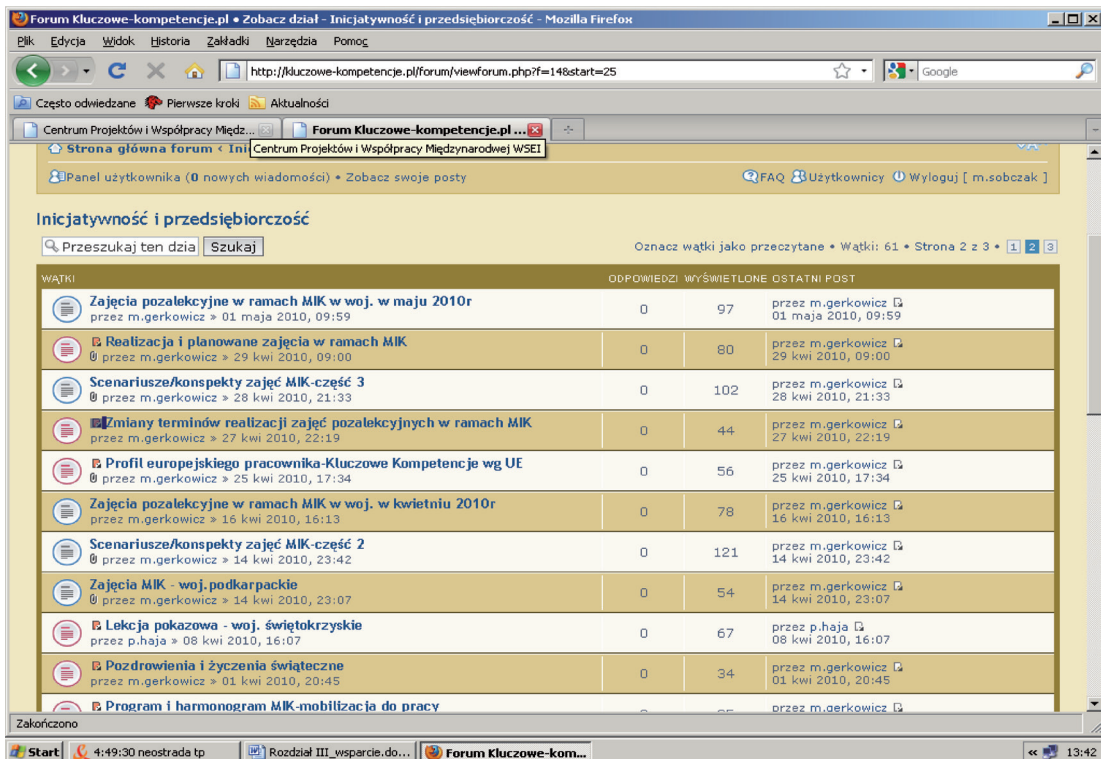 Forum Kluczowe-kompetencje.pl • Zobacz dział - Inicjatywność i przedsiębiorczość - Mozilla Firefox
Plik Edycja Widok Historia Zakładki Narzędzia Pomoc
http://kluczowe-kompetencje.pl/forum/viewforum.php?f=14&start=25
Google
Często odwiedzane Pierwsze kroki Aktualności
Centrum Projektów i Współpracy Międz...
Forum Kluczowe-kompetencje.pl ...
Strona główna forum ‹
Centrum Projektów i Współpracy Międzynarodwej WSEI
Panel użytkownika (0 nowych wiadomości) • Zobacz swoje posty
FAQ Użytkownicy Wyloguj [ m.sobczak ]
Inicjatywność i przedsiębiorczość
Przeszukaj ten dzia Szukaj
Oznacz wątki jako przeczytane • Wątki: 61 • Strona 2 z 3 • 1 2 3
WĄTKI ODPOWIEDZI WYŚWIETLONE OSTATNI POST
Zajęcia pozalekcyjne w ramach MIK w woj. w maju 2010r
przez m.gerkowicz » 01 maja 2010, 09:59
0 97
przez m.gerkowicz
01 maja 2010, 09:59
Realizacja i planowane zajęcia w ramach MIK
przez m.gerkowicz » 29 kwi 2010, 09:00
0 80
przez m.gerkowicz
29 kwi 2010, 09:00
Scenariusze/konspekty zajęć MIK-część 3
przez m.gerkowicz » 28 kwi 2010, 21:33
0 102
przez m.gerkowicz
28 kwi 2010, 21:33
Zmiany terminów realizacji zajęć pozalekcyjnych w ramach MIK
przez m.gerkowicz » 27 kwi 2010, 22:19
0 44
przez m.gerkowicz
27 kwi 2010, 22:19
Profil europejskiego pracownika-Kluczowe Kompetencje wg UE
przez m.gerkowicz » 25 kwi 2010, 17:34
0 56
przez m.gerkowicz
25 kwi 2010, 17:34
Zajęcia pozalekcyjne w ramach MIK w woj. w kwietniu 2010r
przez m.gerkowicz » 16 kwi 2010, 16:13
0 78
przez m.gerkowicz
16 kwi 2010, 16:13
Scenariusze/konspekty zajęć MIK-część 2
przez m.gerkowicz » 14 kwi 2010, 23:42
0 121
przez m.gerkowicz
14 kwi 2010, 23:42
Zajęcia MIK - woj.podkarpackie
przez m.gerkowicz » 14 kwi 2010, 23:07
0 54
przez m.gerkowicz
14 kwi 2010, 23:07
Lekcja pokazowa - woj. świętokrzyskie
przez p.haja » 08 kwi 2010, 16:07
0 67
przez p.haja
08 kwi 2010, 16:07
Pozdrowienia i życzenia świąteczne
przez m.gerkowicz » 01 kwi 2010, 20:45
0 34
przez m.gerkowicz
01 kwi 2010, 20:45
Program i harmonogram MIK-mobilizacja do pracy
przez m.gerkowicz
Zakończono
Start 4:49:30 neostrada tp Rozdział III_wsparcie.do... Forum Kluczowe-kom... « 13:42